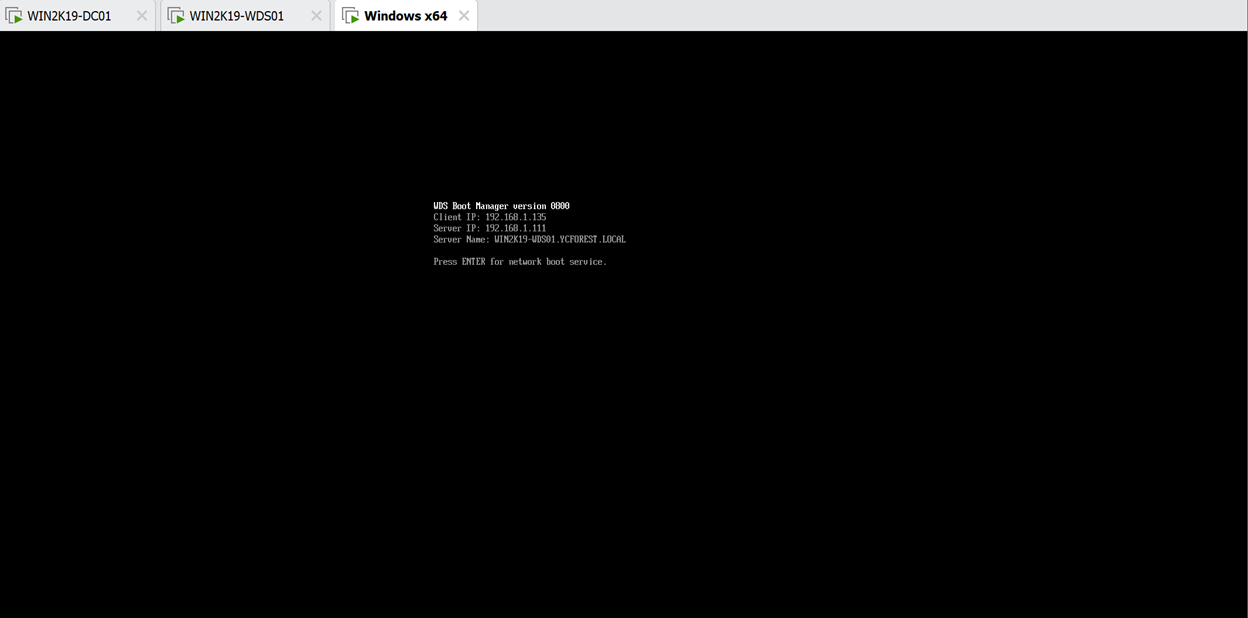 WIN2K19-DC01
WIN2K19-WDS01
Windows x64
WDS Boot Manager version 0800
Client IP: 192.168.1.135
Server IP: 192.168.1.111
Server Name: WIN2K19-WDS01.YCFOREST.LOCAL
Press ENTER for network boot service.